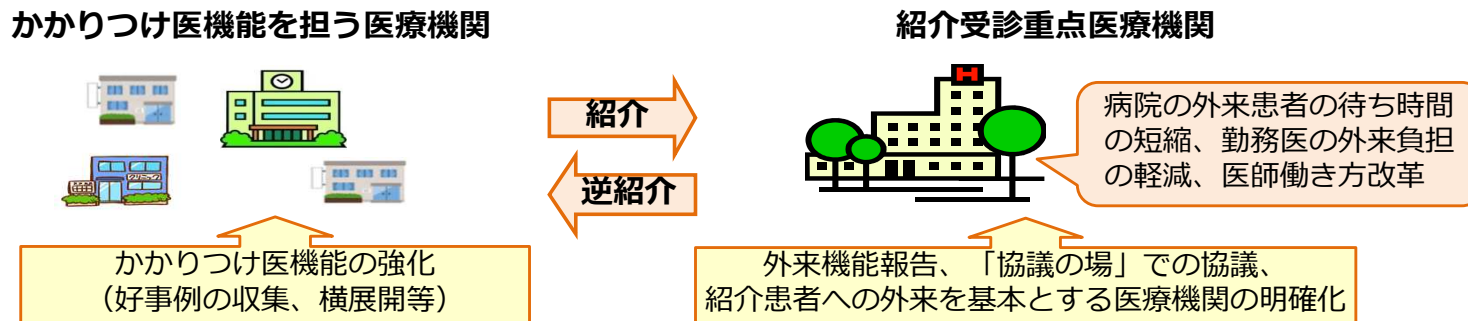 かかりつけ医機能を担う医療機関
紹介受診重点医療機関
紹介
逆紹介
クリニック
H
病院の外来患者の待ち時間
の短縮、勤務医の外来負担
の軽減、医師働き方改革
かかりつけ医機能の強化
（好事例の収集、横展開等）
外来機能報告、「協議の場」での協議、
紹介患者への外来を基本とする医療機関の明確化